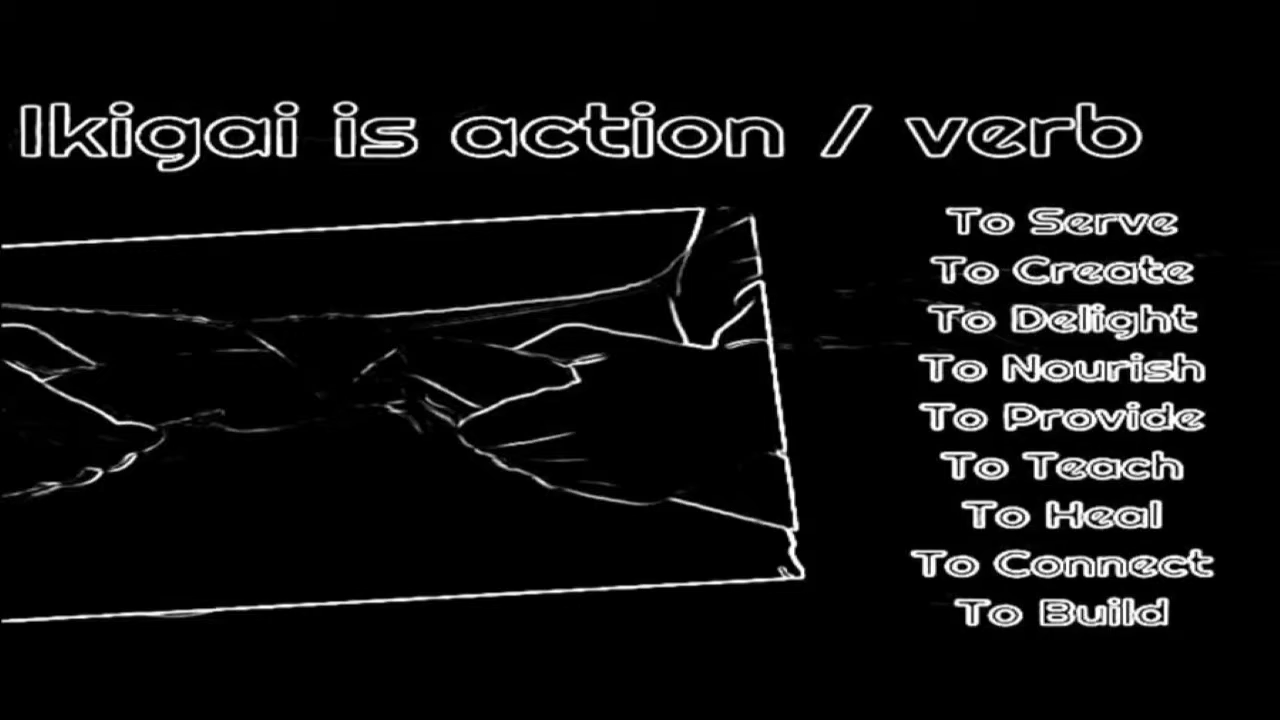 Ikigai is action / verb
To Serve
To Create
To Delight
To Nourish
To Provide
To Teach
To Heal
To Connect
To Build